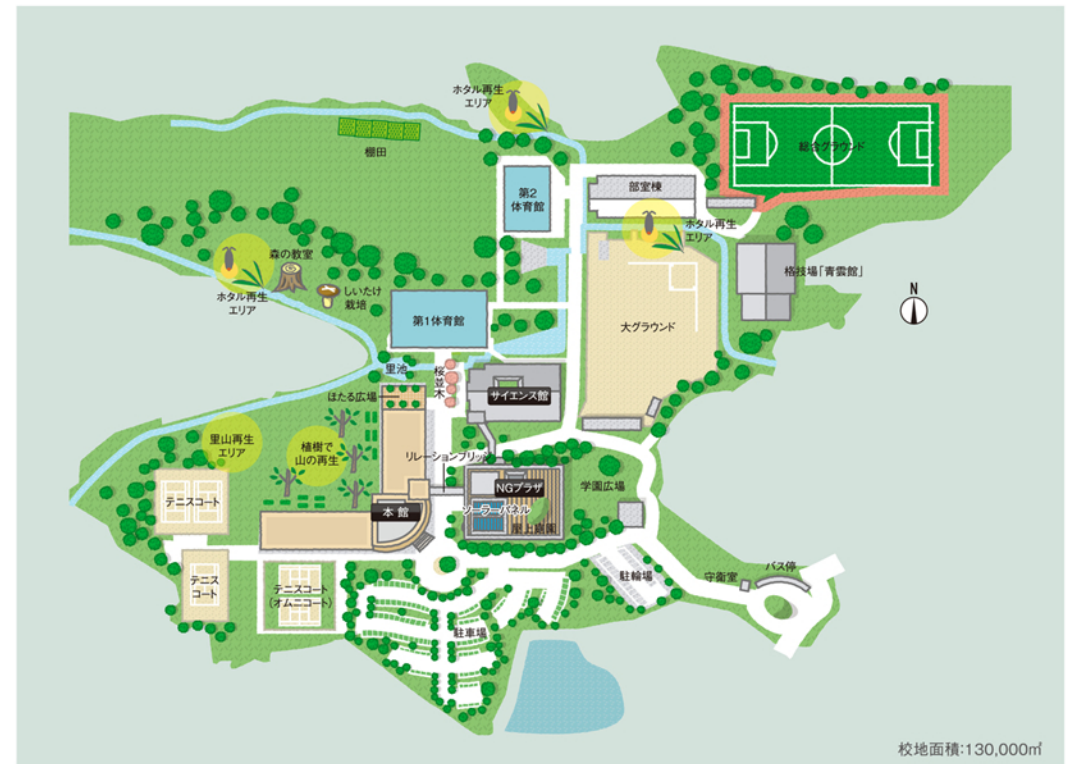 ホタル再生
エリア
棚田
総合グラウンド
第2
体育館
部室棟
ホタル再生
エリア
森の教室
ホタル再生
エリア
しいたけ
栽培
格技場「青雲館」
N
第1体育館
大グラウンド
里池
桜並木
ほたる広場
サイエンス館
里山再生
エリア
植樹で
山の再生
リレーションブリッジ
NGプラザ
学園広場
テニスコート
本館
ソーラーパネル
屋上庭園
テニス
コート
テニスコート
(オムニコート)
駐輪場
守衛室
バス停
駐車場
校地面積:130,000㎡